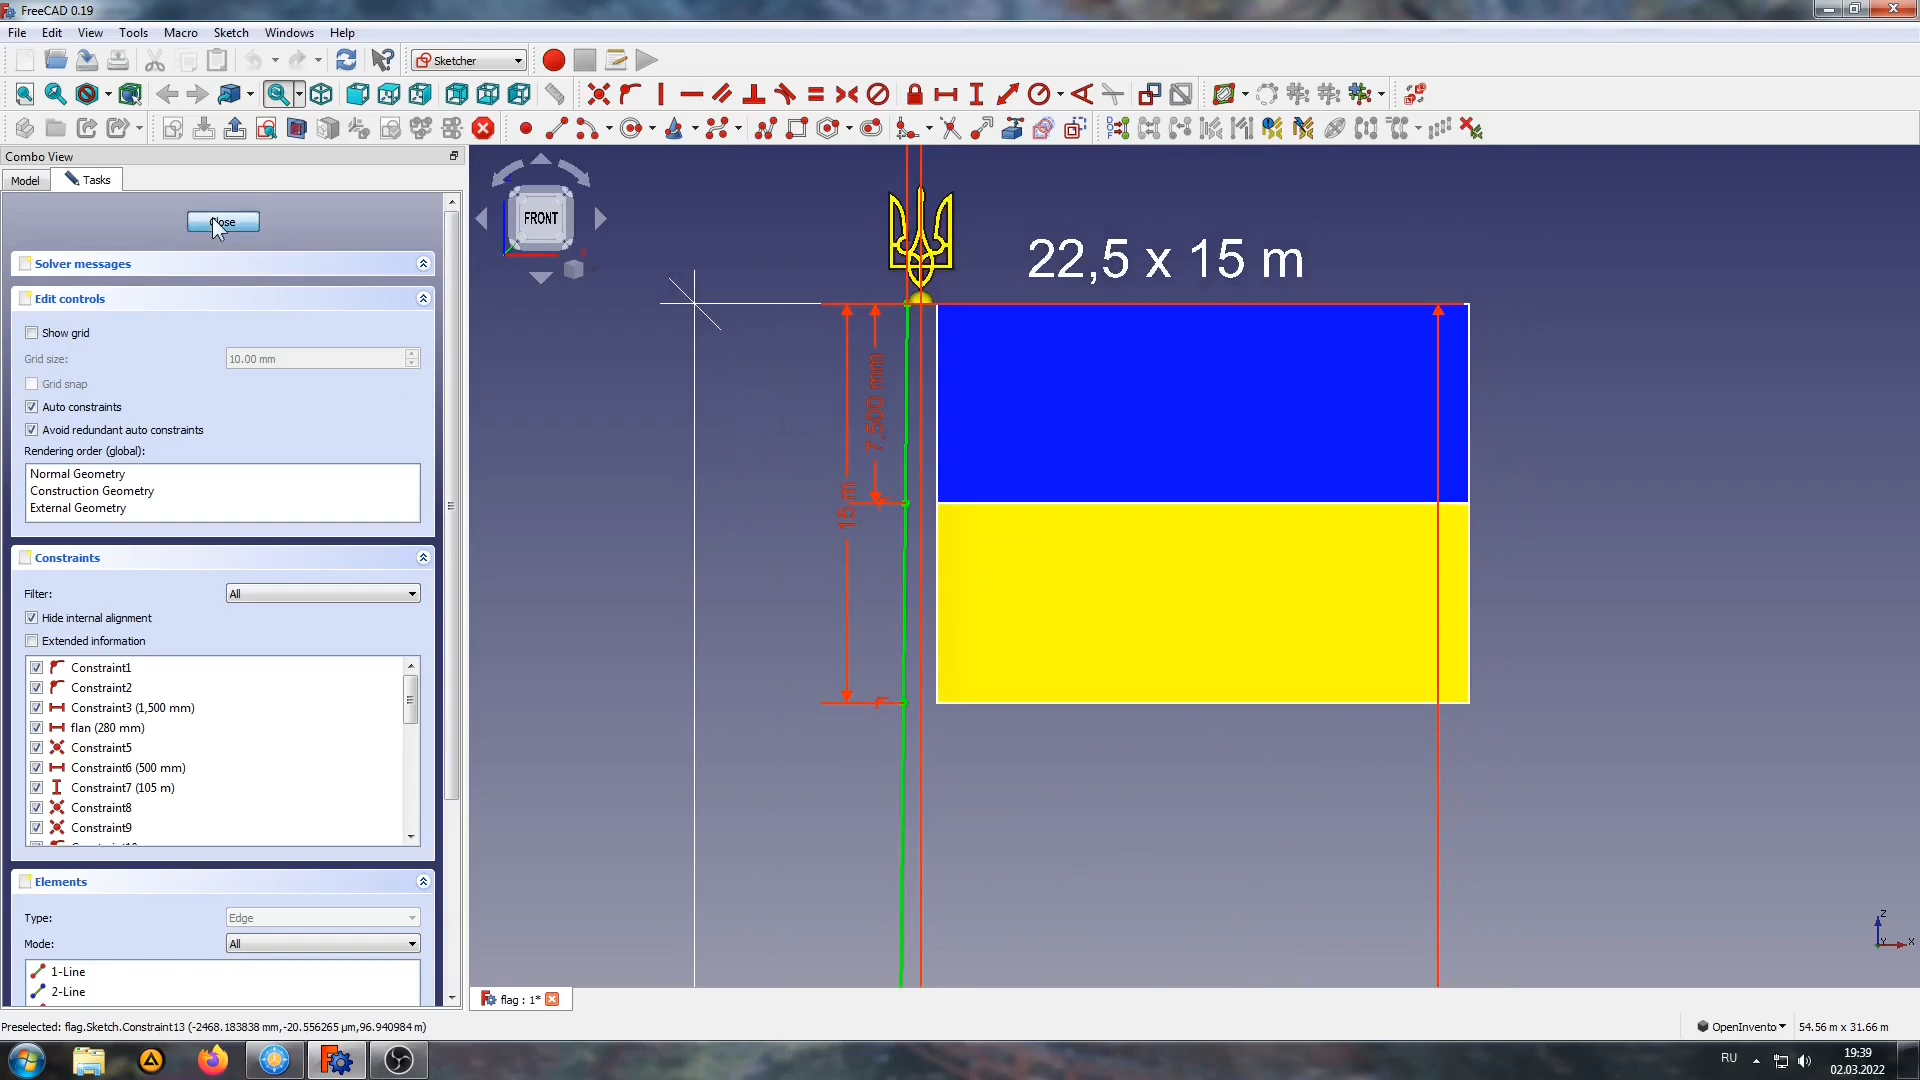 FreeCAD 0.19
File Edit View Tools Macro Sketch Windows Help
Sketcher
Combo View
Model Tasks
Close
Solver messages
Edit controls
Show grid
Grid size: 10.00 mm
Grid snap
Auto constraints
Avoid redundant auto constraints
Rendering order (global):
Normal Geometry
Construction Geometry
External Geometry
Constraints
Filter: All
Hide internal alignment
Extended information
Constraint1
Constraint2
Constraint3 (1,500 mm)
flan (280 mm)
Constraint5
Constraint6 (500 mm)
Constraint7 (105 m)
Constraint8
Constraint9
Elements
Type: Edge
Mode: All
1-Line
2-Line
FRONT
22,5 x 15 m
7,500 mm
15 m
Z
Y X
flag : 1*
Preselected: flag.Sketch.Constraint13 (-2468.183838 mm,-20.556265 µm,96.940984 m)
OpenInvento 54.56 m x 31.66 m
RU
19:39
02.03.2022